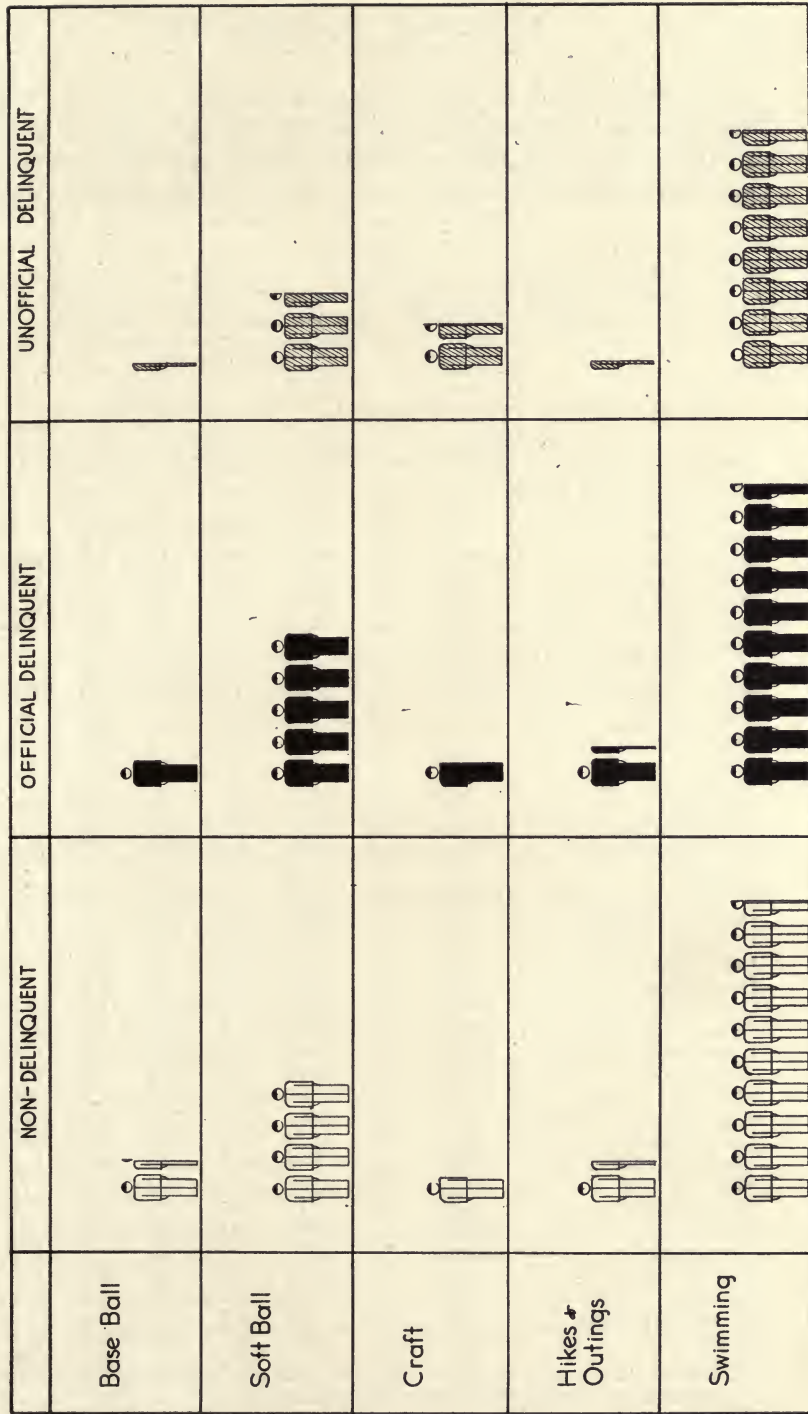 NON-DELINQUENT
OFFICIAL DELINQUENT
UNOFFICIAL DELINQUENT
Base Ball
Soft Ball
Craft
Hikes &
Outings
Swimming